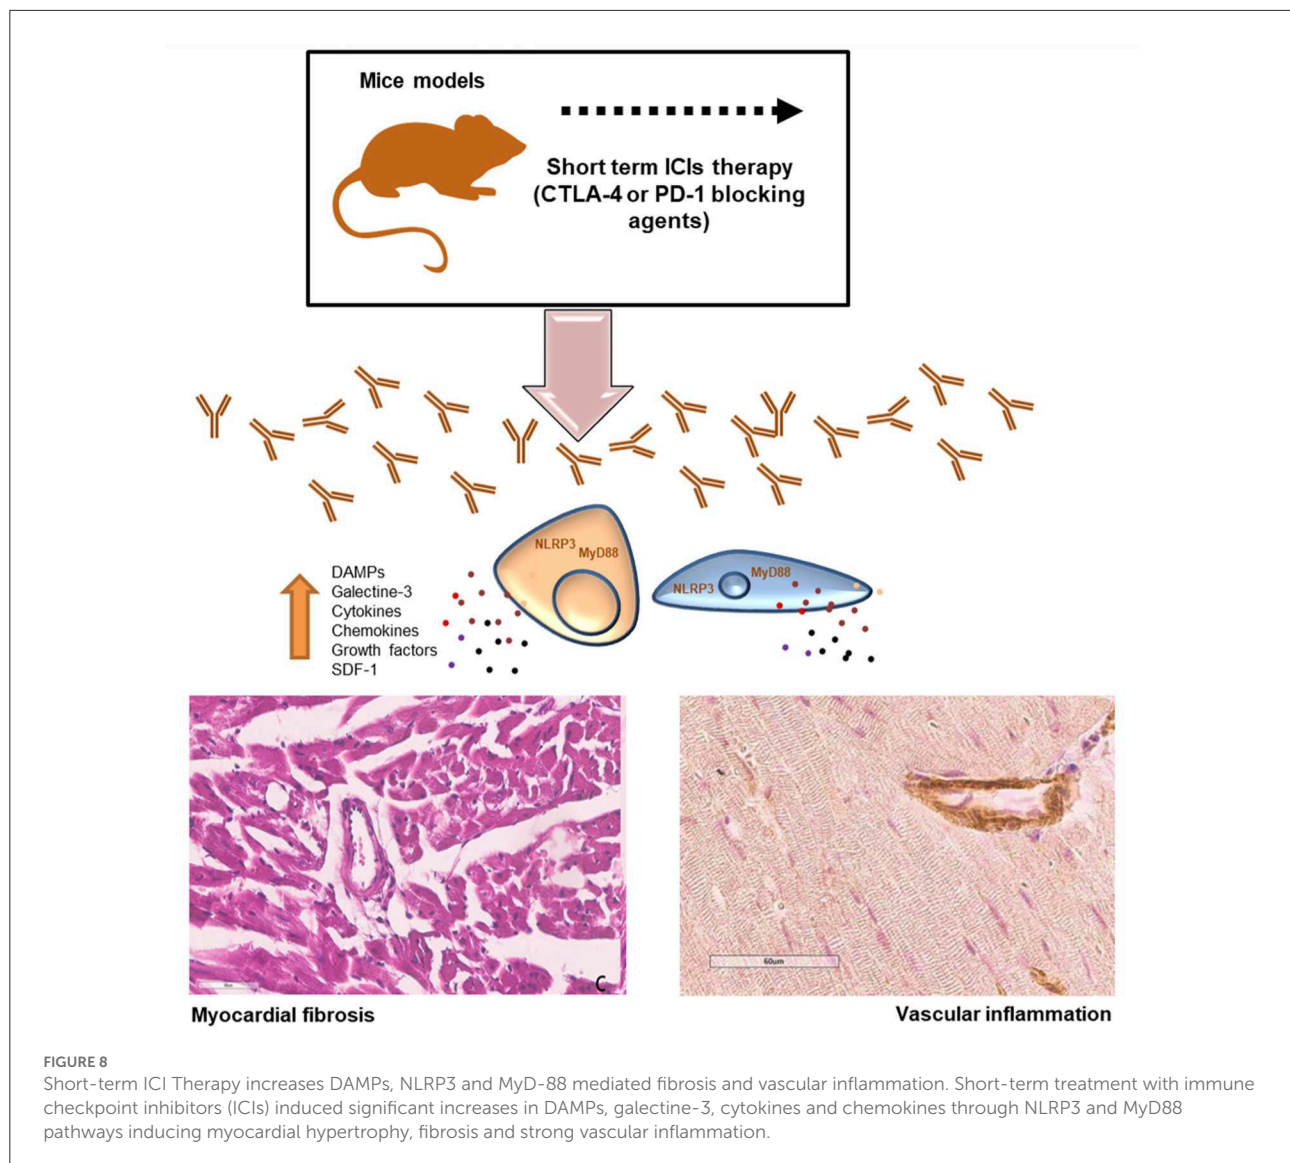 Mice models
Short term ICIs therapy
(CTLA-4 or PD-1 blocking
agents)
NLRP3
MyD88
NLRP3
MyD88
DAMPs
Galectine-3
Cytokines
Chemokines
Growth factors
SDF-1
C
60um
Myocardial fibrosis
Vascular inflammation
FIGURE 8
Short-term ICI Therapy increases DAMPs, NLRP3 and MyD-88 mediated fibrosis and vascular inflammation. Short-term treatment with immune
checkpoint inhibitors (ICIs) induced significant increases in DAMPs, galectine-3, cytokines and chemokines through NLRP3 and MyD88
pathways inducing myocardial hypertrophy, fibrosis and strong vascular inflammation.